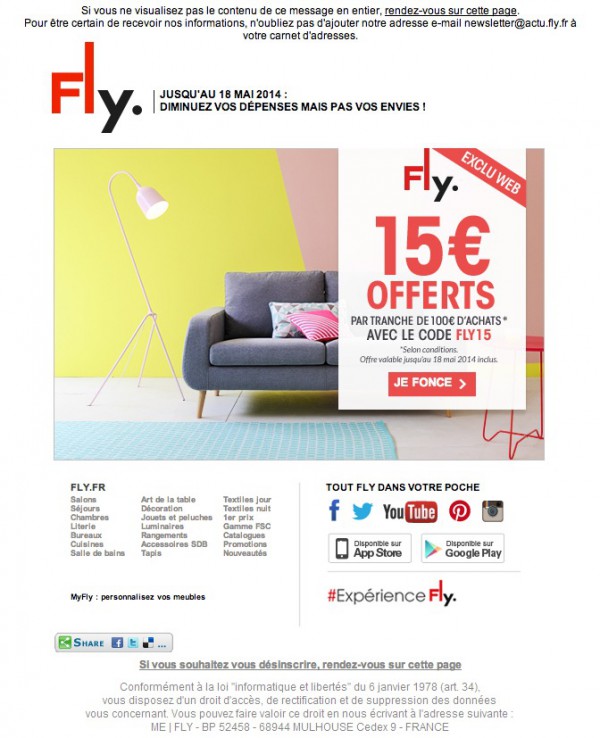 Si vous ne visualisez pas le contenu de ce message en entier, rendez-vous sur cette page.
Pour être certain de recevoir nos informations, n'oubliez pas d'ajouter notre adresse e-mail newsletter@actu.fly.fr à
votre carnet d'adresses.
Fly.
JUSQU'AU 18 MAI 2014 :
DIMINUEZ VOS DÉPENSES MAIS PAS VOS ENVIES !
Fly.
EXCLU WEB
15€
OFFERTS
PAR TRANCHE DE 100€ D'ACHATS*
AVEC LE CODE FLY15
*Selon conditions.
Offre valable jusqu'au 18 mai 2014 inclus.
JE FONCE >
FLY.FR
Salons
Séjours
Chambres
Literie
Bureaux
Cuisines
Salle de bains
Art de la table
Décoration
Jouets et peluches
Luminaires
Rangements
Accessoires SDB
Tapis
Textiles jour
Textiles nuit
1er prix
Gamme FSC
Catalogues
Promotions
Nouveautés
MyFly : personnalisez vos meubles
TOUT FLY DANS VOTRE POCHE
YouTube
Disponible sur
App Store
Disponible sur
Google Play
#Expérience Fly.
SHARE ...
Si vous souhaitez vous désinscrire, rendez-vous sur cette page
Conformément à la loi "informatique et libertés" du 6 janvier 1978 (art. 34),
vous disposez d'un droit d'accès, de rectification et de suppression des données
vous concernant. Vous pouvez faire valoir ce droit en nous écrivant à l'adresse suivante :
ME | FLY - BP 52458 - 68944 MULHOUSE Cedex 9 - FRANCE